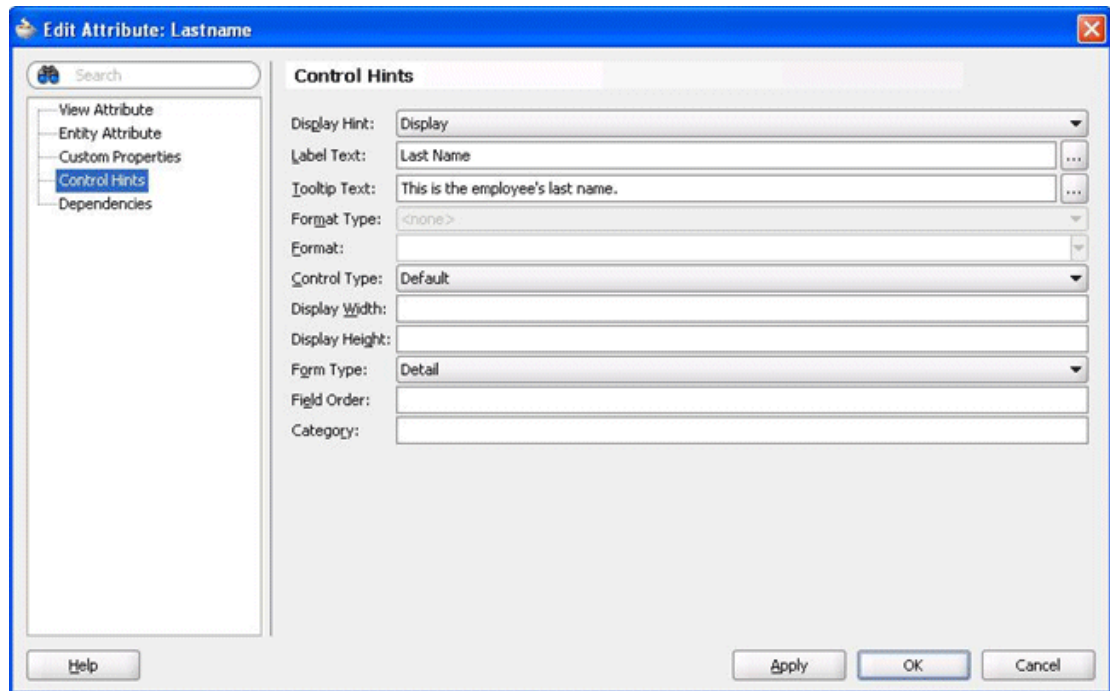 Edit Attribute: Lastname
Search
View Attribute
Entity Attribute
Custom Properties
Control Hints
Dependencies
Control Hints
Display Hint: Display
Label Text: Last Name ...
Tooltip Text: This is the employee's last name. ...
Format Type: <none>
Format:
Control Type: Default
Display Width:
Display Height:
Form Type: Detail
Field Order:
Category:
Help
Apply
OK
Cancel